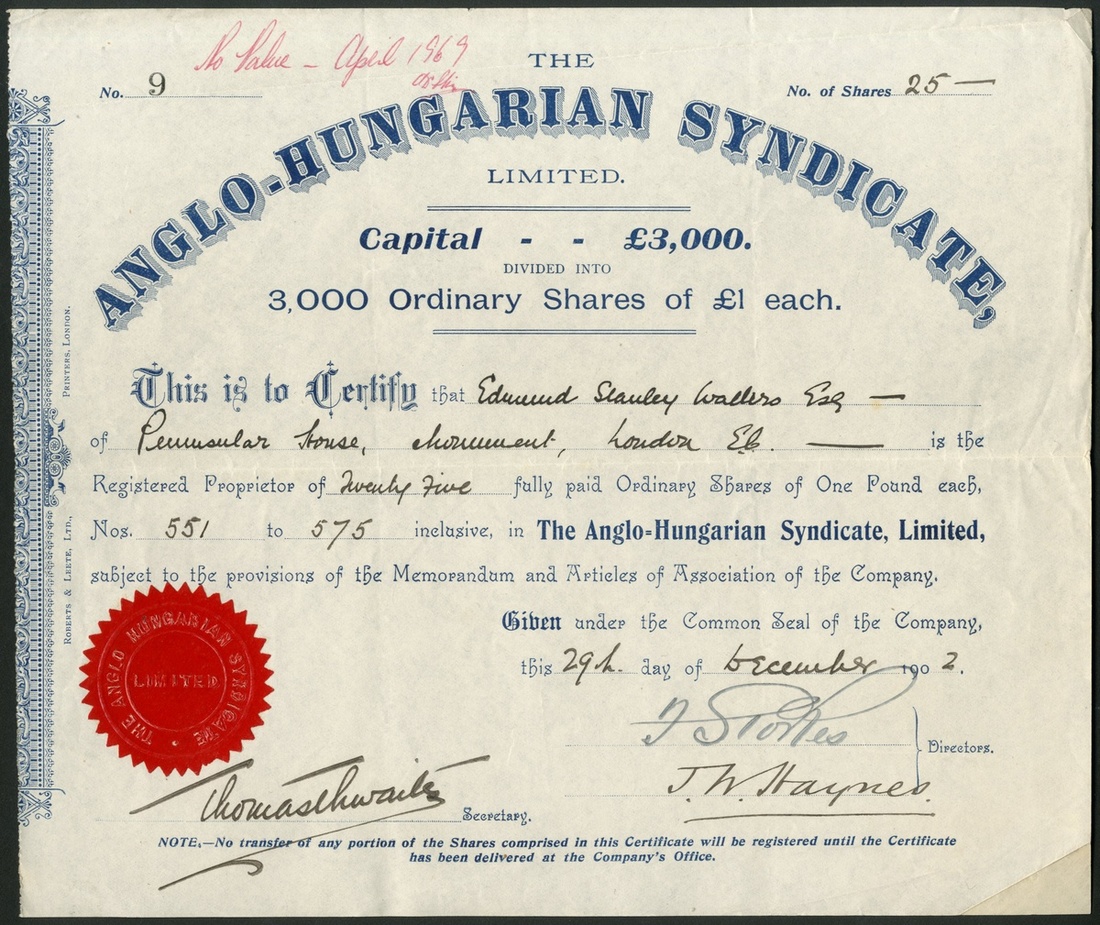 No Value - April 1969
No. 9
THE
No. of Shares 25 —
ANGLO-HUNGARIAN SYNDICATE,
LIMITED.
Capital - - £3,000.
DIVIDED INTO
3,000 Ordinary Shares of £1 each.
This is to Certify that Edmund Stanley Walters Esq —
of Peninsular House, Monument, London E.C. — is the
Registered Proprietor of Twenty Five fully paid Ordinary Shares of One Pound each,
Nos. 551 to 575 inclusive, in The Anglo-Hungarian Syndicate, Limited,
subject to the provisions of the Memorandum and Articles of Association of the Company.
Given under the Common Seal of the Company,
this 29th day of December 1902.
THE ANGLO HUNGARIAN SYNDICATE
LIMITED
Directors.
J. W. Haynes.
Thomas Thwaites
Secretary.
NOTE,—No transfer of any portion of the Shares comprised in this Certificate will be registered until the Certificate
has been delivered at the Company's Office.
ROBERTS & LEETE, LTD., PRINTERS, LONDON.